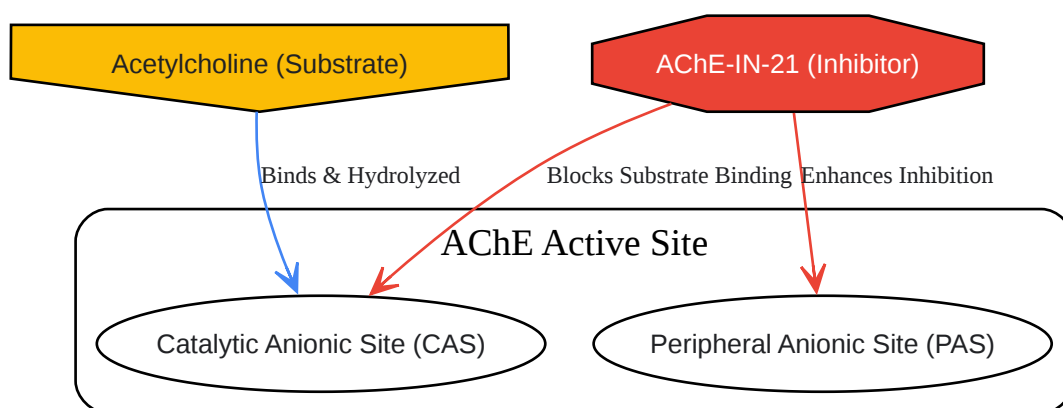 Acetylcholine (Substrate)
AChE-IN-21 (Inhibitor)
Binds & Hydrolyzed
Blocks Substrate Binding
Enhances Inhibition
AChE Active Site
Catalytic Anionic Site (CAS)
Peripheral Anionic Site (PAS)